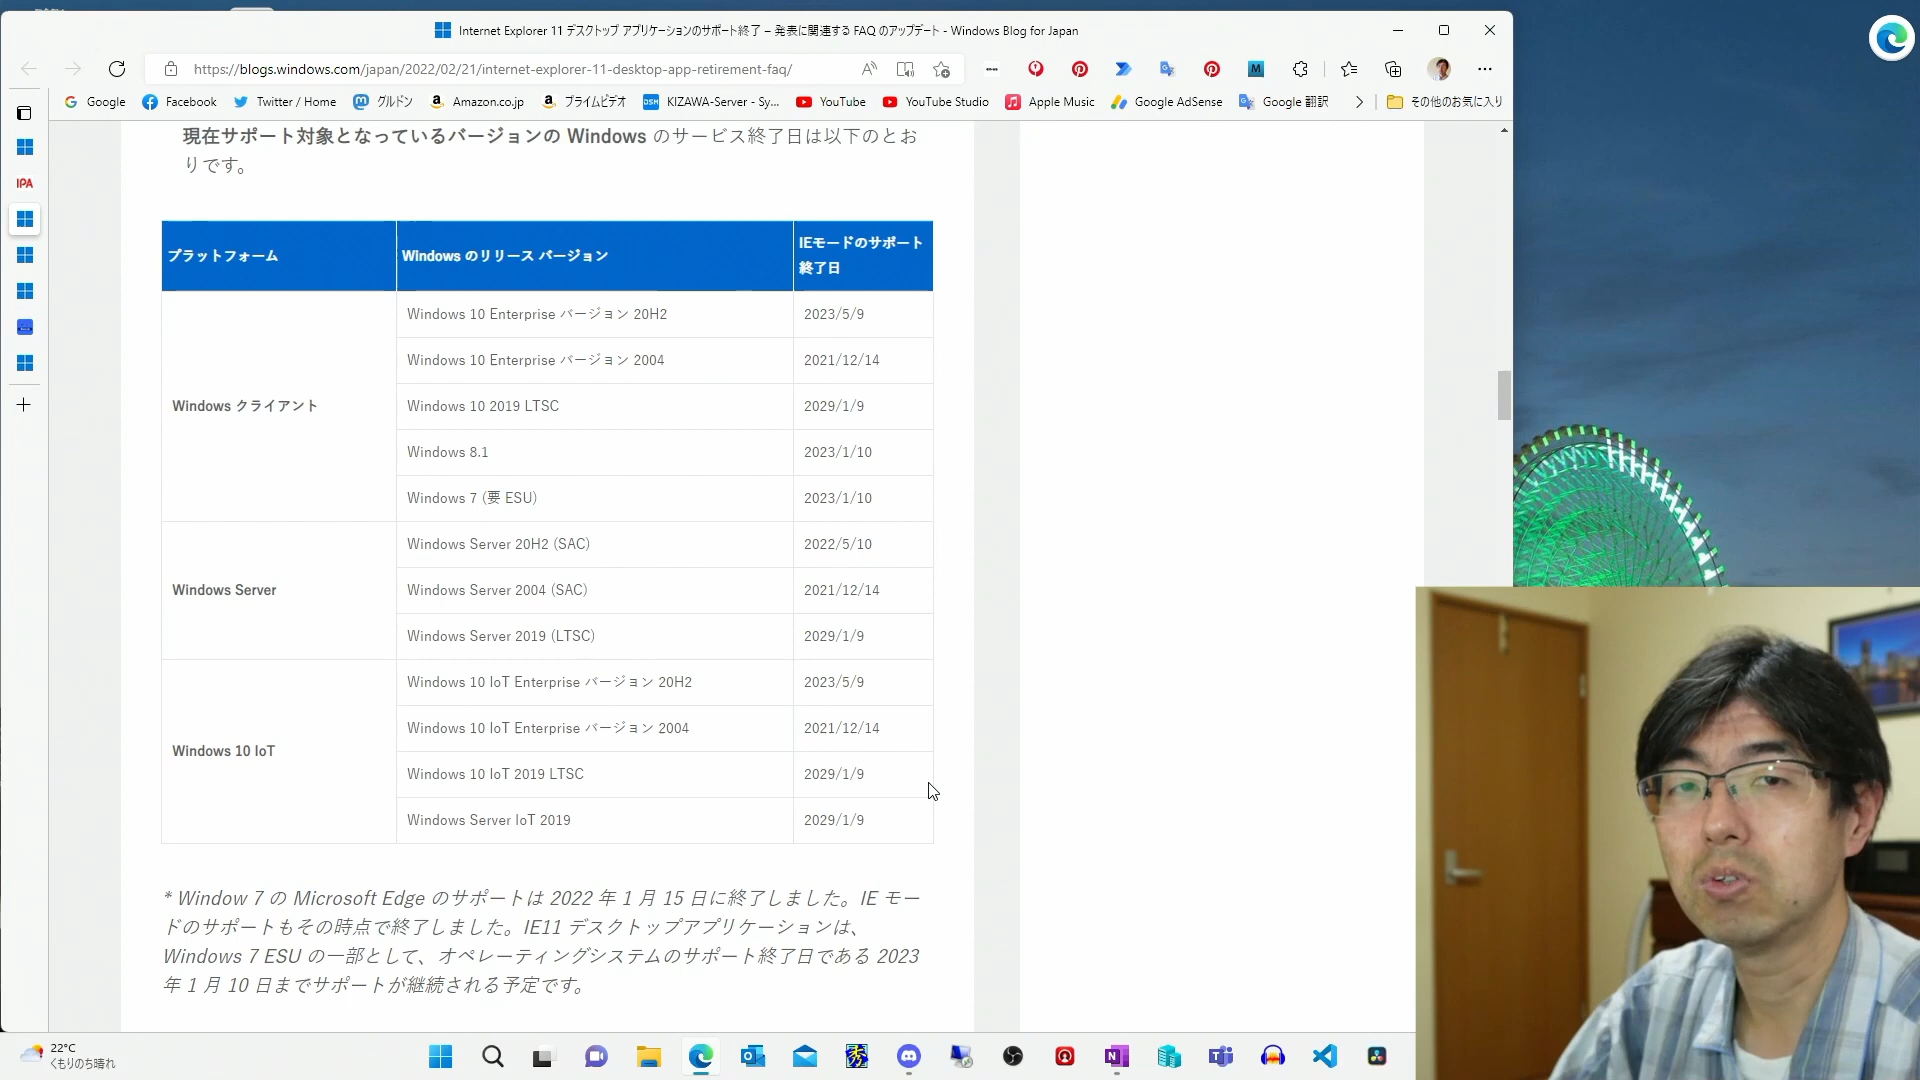 Internet Explorer 11 デスクトップ アプリケーションのサポート終了 – 発表に関連する FAQ のアップデート - Windows Blog for Japan
https://blogs.windows.com/japan/2022/02/21/internet-explorer-11-desktop-app-retirement-faq/
Google Facebook Twitter / Home グルドン Amazon.co.jp プライムビデオ KIZAWA-Server - Sy... YouTube YouTube Studio Apple Music Google AdSense Google 翻訳 その他のお気に入り
IPA
現在サポート対象となっているバージョンの Windows のサービス終了日は以下のとお
りです。
プラットフォーム Windows のリリース バージョン IEモードのサポート
終了日
Windows 10 Enterprise バージョン 20H2 2023/5/9
Windows 10 Enterprise バージョン 2004 2021/12/14
Windows クライアント Windows 10 2019 LTSC 2029/1/9
Windows 8.1 2023/1/10
Windows 7 (要 ESU) 2023/1/10
Windows Server 20H2 (SAC) 2022/5/10
Windows Server Windows Server 2004 (SAC) 2021/12/14
Windows Server 2019 (LTSC) 2029/1/9
Windows 10 IoT Enterprise バージョン 20H2 2023/5/9
Windows 10 IoT Enterprise バージョン 2004 2021/12/14
Windows 10 IoT
Windows 10 IoT 2019 LTSC 2029/1/9
Windows Server IoT 2019 2029/1/9
* Window 7 の Microsoft Edge のサポートは 2022 年 1 月 15 日に終了しました。IE モー
ドのサポートもその時点で終了しました。IE11 デスクトップアプリケーションは、
Windows 7 ESU の一部として、オペレーティングシステムのサポート終了日である 2023
年 1 月 10 日までサポートが継続される予定です。
22°C
くもりのち晴れ
秀